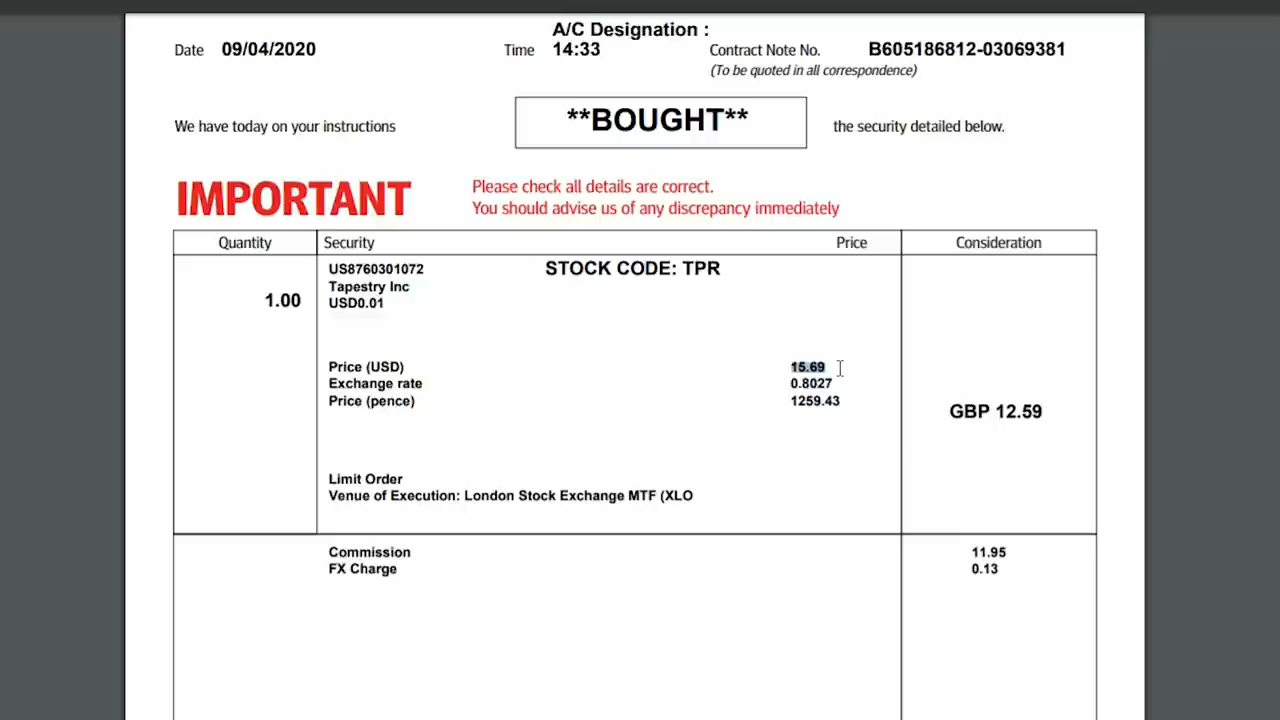 A/C Designation :
Date 09/04/2020 Time 14:33 Contract Note No. B605186812-03069381
(To be quoted in all correspondence)
We have today on your instructions **BOUGHT** the security detailed below.
IMPORTANT Please check all details are correct.
You should advise us of any discrepancy immediately
Quantity Security Price Consideration
US8760301072 STOCK CODE: TPR
Tapestry Inc
1.00
USD0.01
Price (USD) 15.69
Exchange rate 0.8027
Price (pence) 1259.43
GBP 12.59
Limit Order
Venue of Execution: London Stock Exchange MTF (XLO
Commission 11.95
FX Charge 0.13